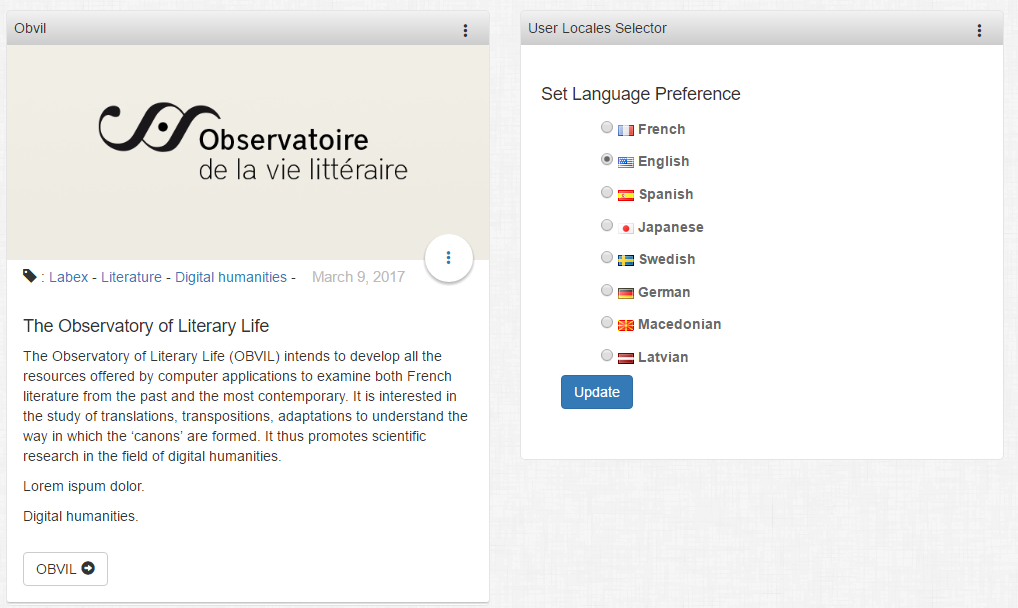 Obvil
Observatoire
de la vie littéraire
: Labex - Literature - Digital humanities - March 9, 2017
The Observatory of Literary Life
The Observatory of Literary Life (OBVIL) intends to develop all the
resources offered by computer applications to examine both French
literature from the past and the most contemporary. It is interested in
the study of translations, transpositions, adaptations to understand the
way in which the ‘canons’ are formed. It thus promotes scientific
research in the field of digital humanities.
Lorem ispum dolor.
Digital humanities.
OBVIL
User Locales Selector
Set Language Preference
French
English
Spanish
Japanese
Swedish
German
Macedonian
Latvian
Update